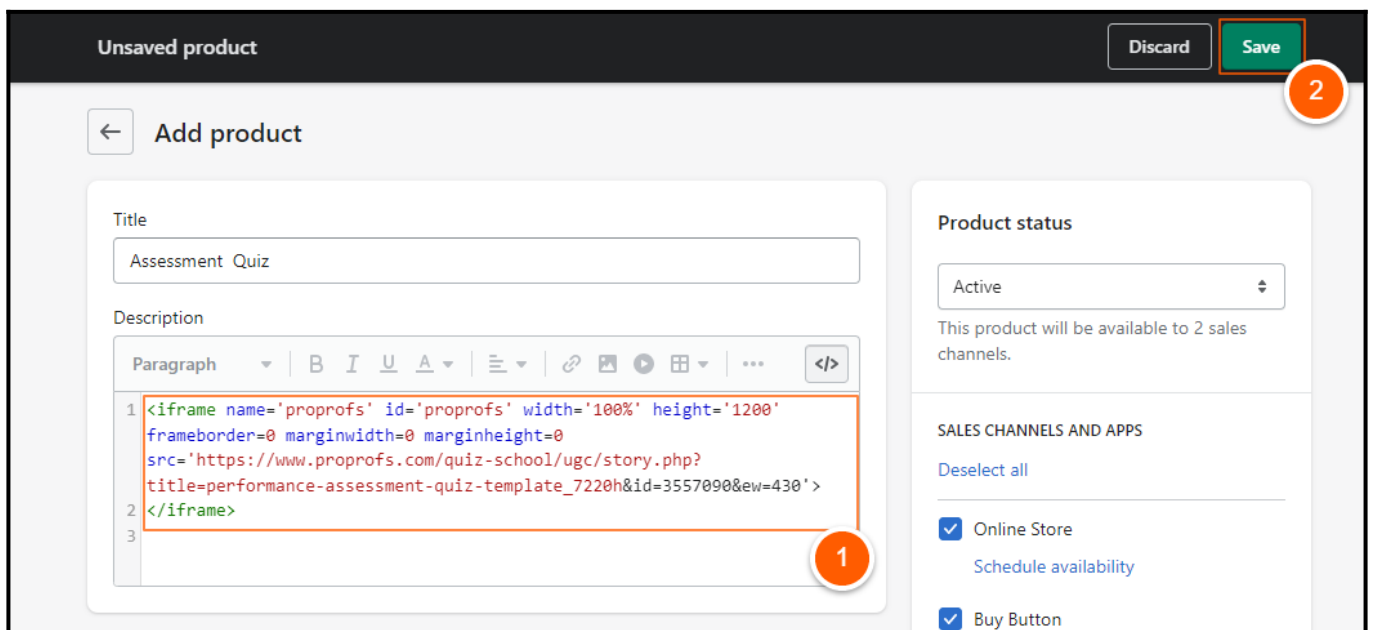 Unsaved product
Discard
Save
2
Add product
Title
Assessment Quiz
Description
Paragraph
B I U A
</>
1 <iframe name='proprofs' id='proprofs' width='100%' height='1200'
frameborder=0 marginwidth=0 marginheight=0
src='https://www.proprofs.com/quiz-school/ugc/story.php?
title=performance-assessment-quiz-template_7220h&id=3557090&ew=430'>
2 </iframe>
3
1
Product status
Active
This product will be available to 2 sales
channels.
SALES CHANNELS AND APPS
Deselect all
Online Store
Schedule availability
Buy Button